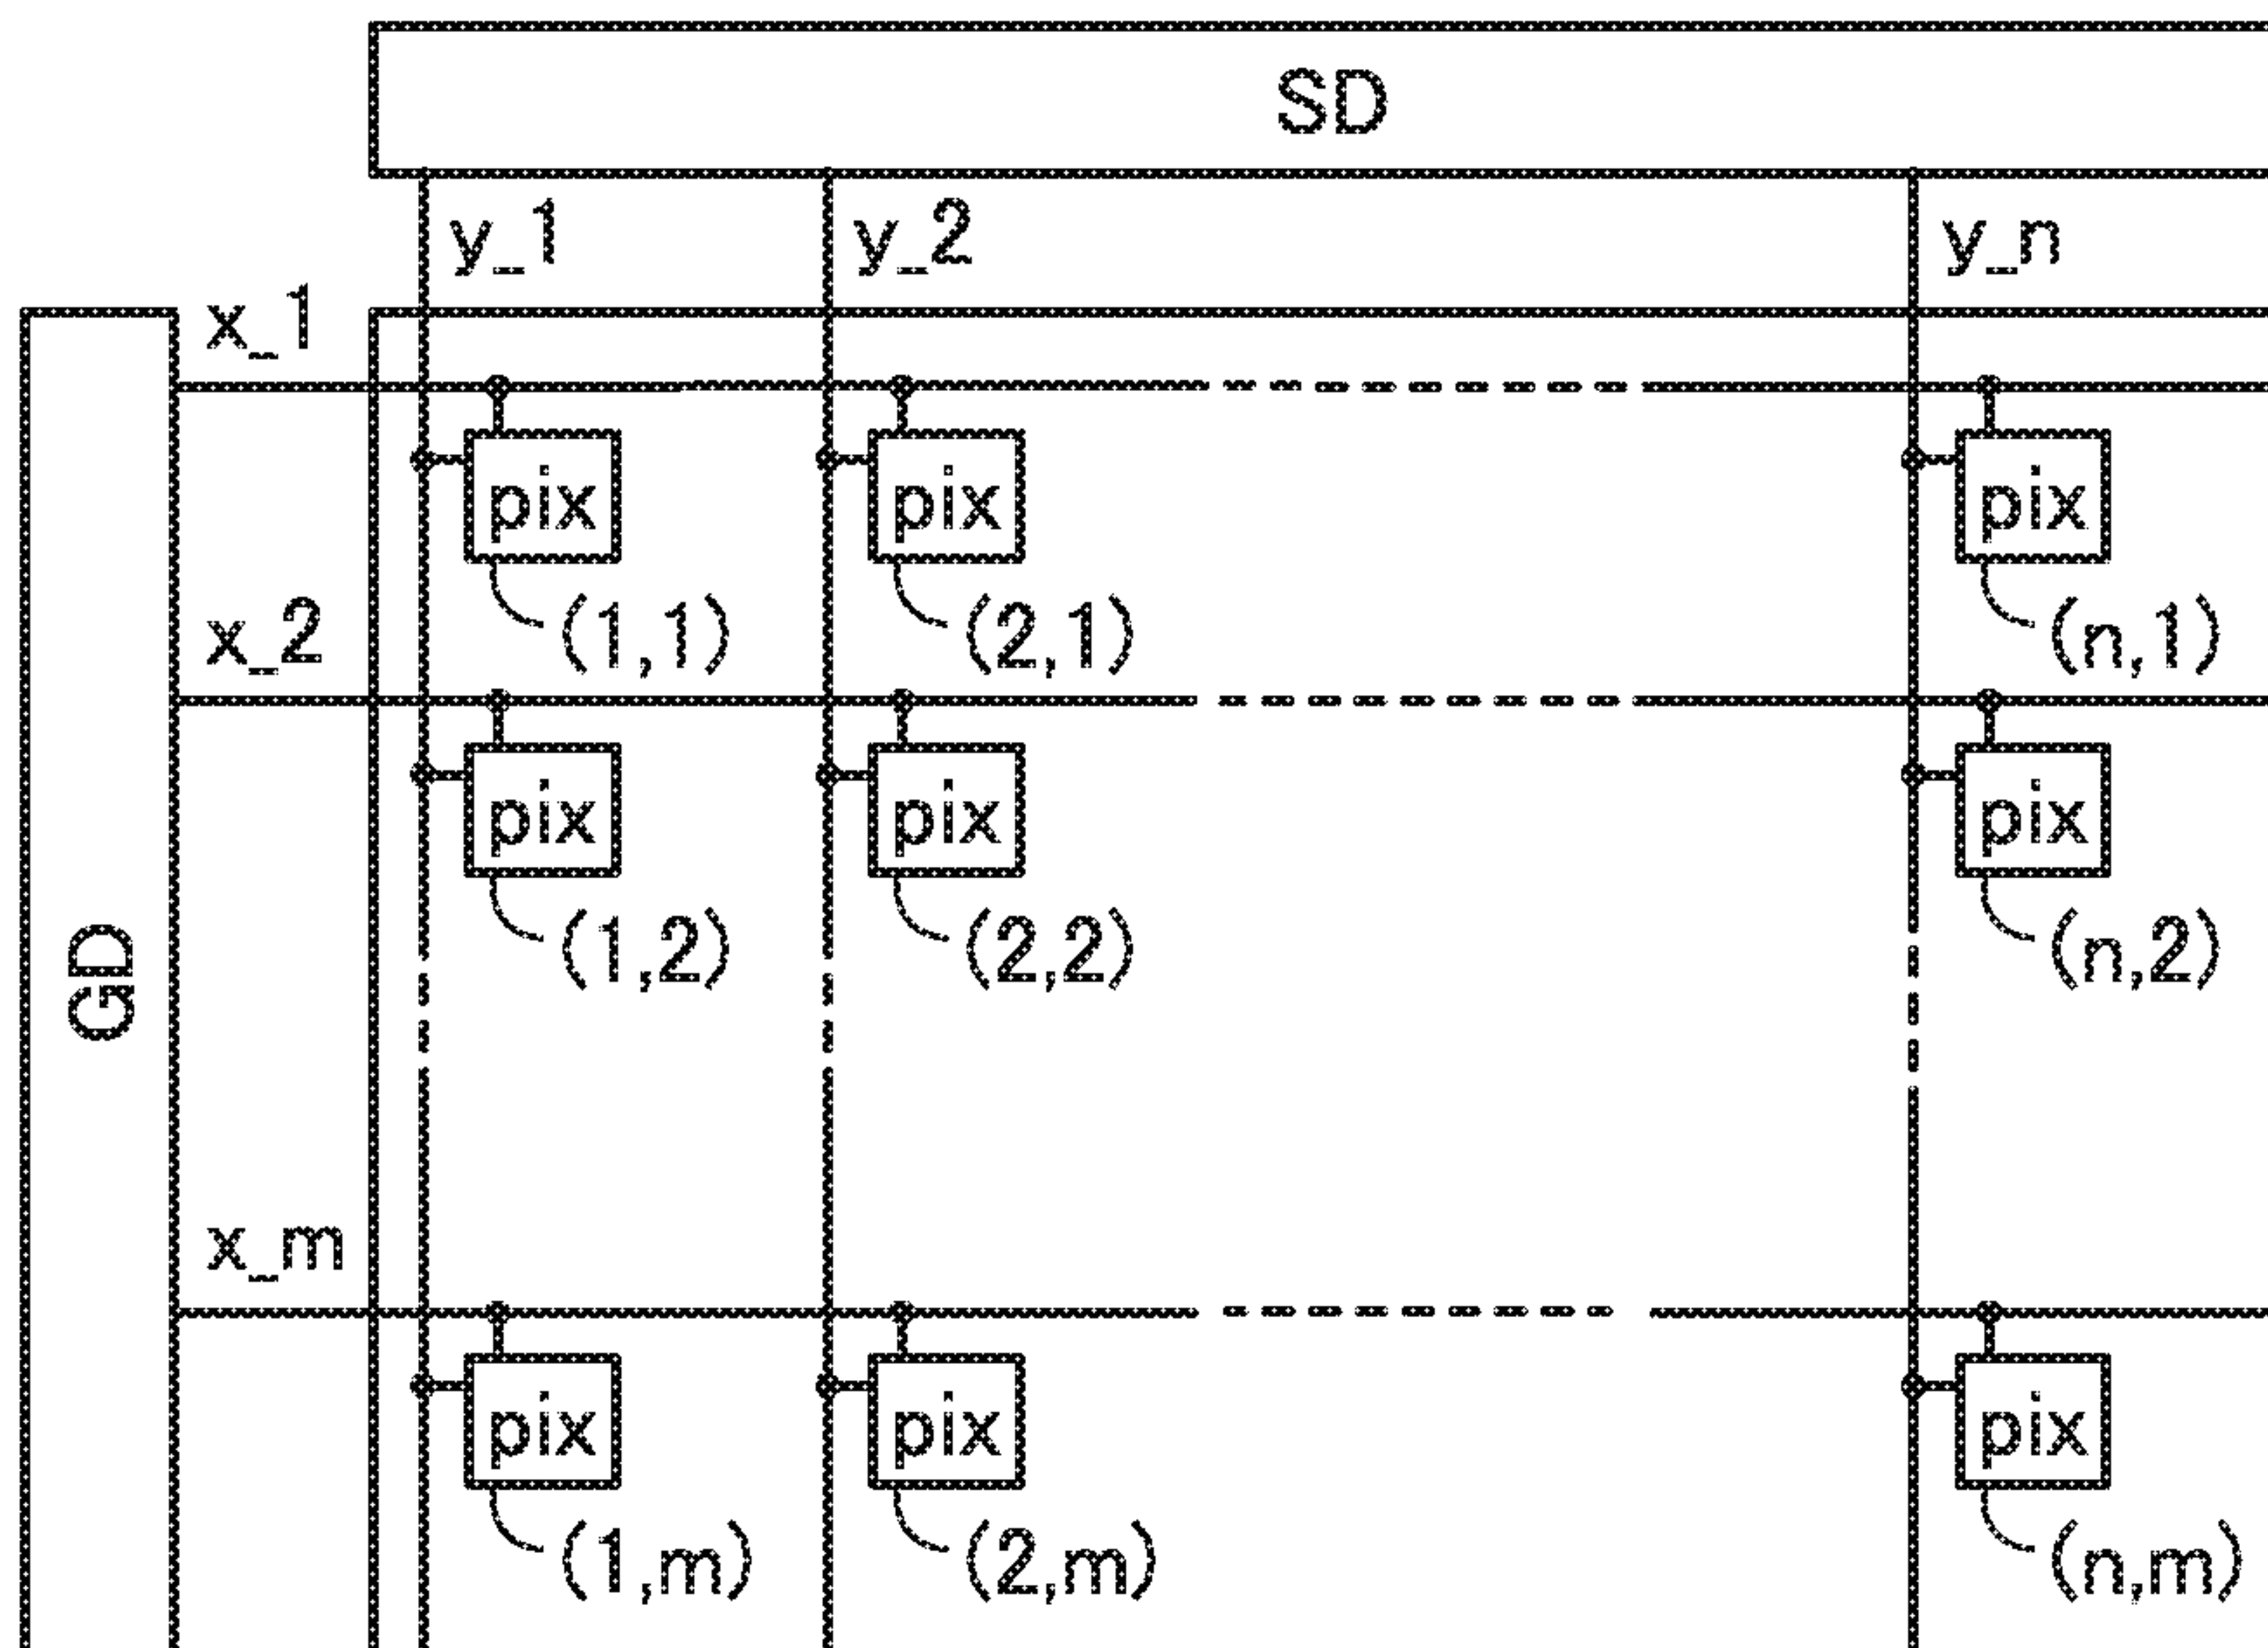 SD
y_1 y_2 y_n
x_1
pix pix pix
(1,1) (2,1) (n,1)
x_2
pix pix pix
(1,2) (2,2) (n,2)
GD
x_m
pix pix pix
(1,m) (2,m) (n,m)